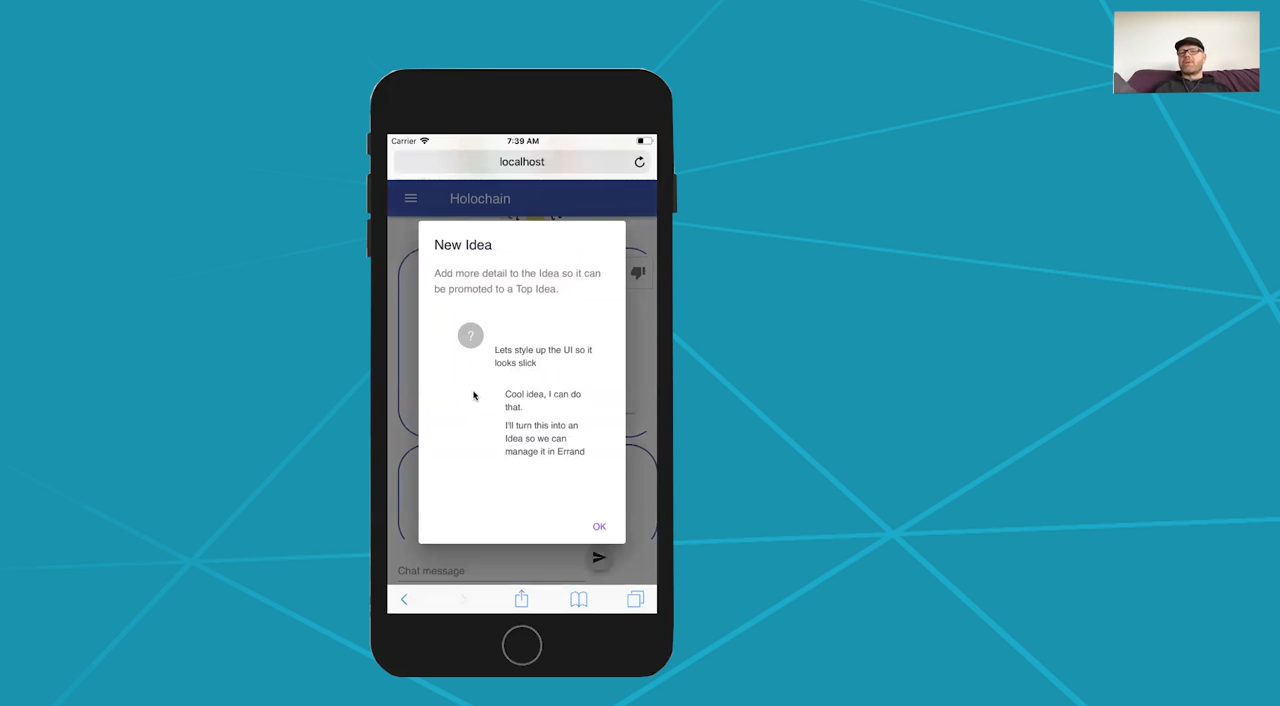 Carrier 7:39 AM
localhost
Holochain
New Idea
Add more detail to the Idea so it can
be promoted to a Top Idea.
?
Lets style up the UI so it
looks slick
Cool idea, I can do
that.
I'll turn this into an
Idea so we can
manage it in Errand
OK
Chat message